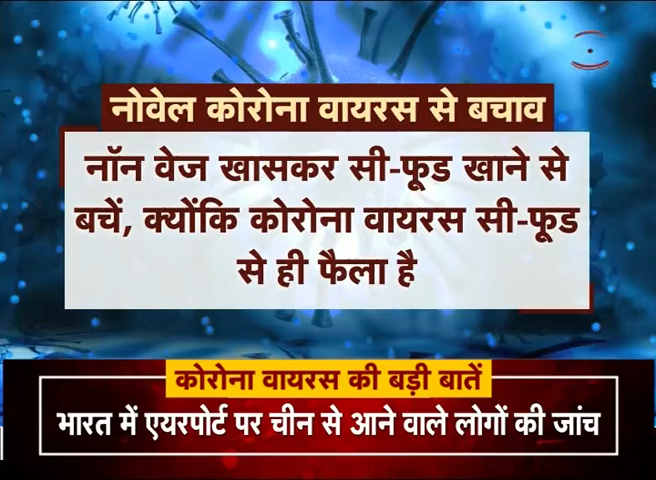 नोवेल कोरोना वायरस से बचाव
नॉन वेज खासकर सी-फूड खाने से
बचें, क्योंकि कोरोना वायरस सी-फूड
से ही फैला है
कोरोना वायरस की बड़ी बातें
भारत में एयरपोर्ट पर चीन से आने वाले लोगों की जांच